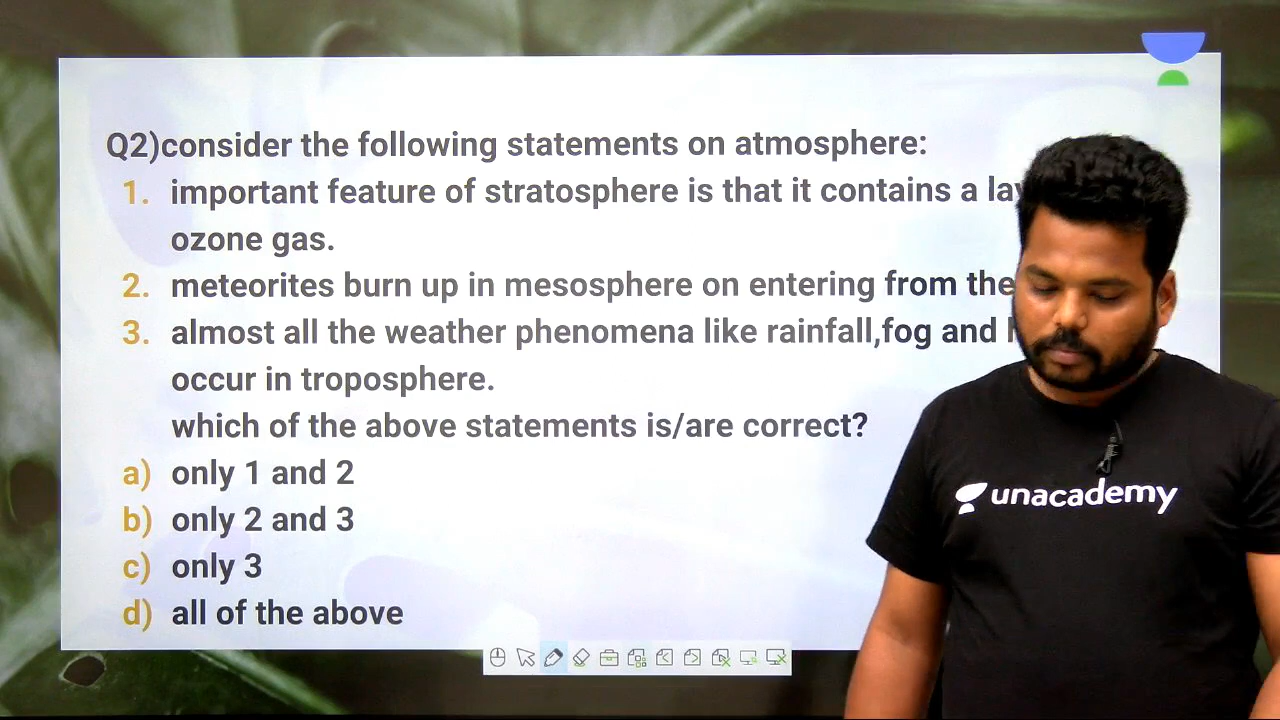 Q2)consider the following statements on atmosphere:
1. important feature of stratosphere is that it contains a
ozone gas.
2. meteorites burn up in mesosphere on entering from the
3. almost all the weather phenomena like rainfall,fog and
occur in troposphere.
which of the above statements is/are correct?
a) only 1 and 2
b) only 2 and 3
c) only 3
d) all of the above
unacademy